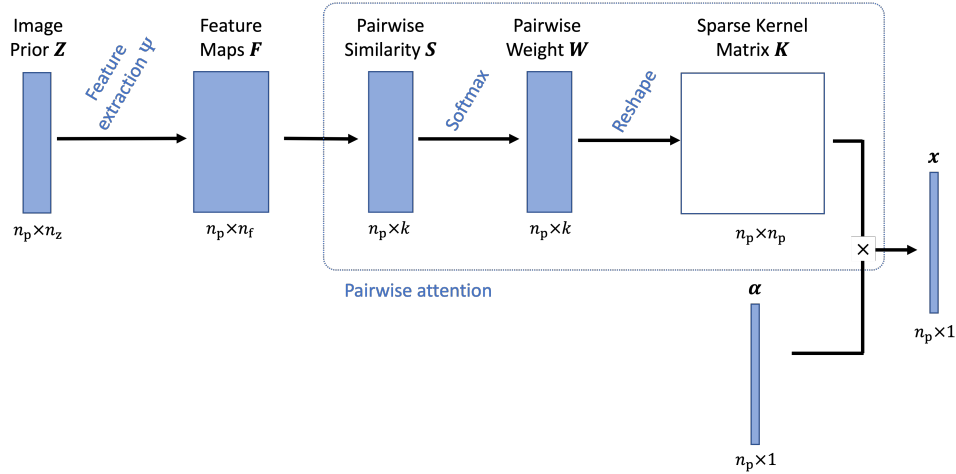 Image
Prior Z
Feature
extraction Ψ
Feature
Maps F
Pairwise
Similarity S
Softmax
Pairwise
Weight W
Reshape
Sparse Kernel
Matrix K
n_p×n_z
n_p×n_f
n_p×k
n_p×k
n_p×n_p
×
x
n_p×1
Pairwise attention
α
n_p×1